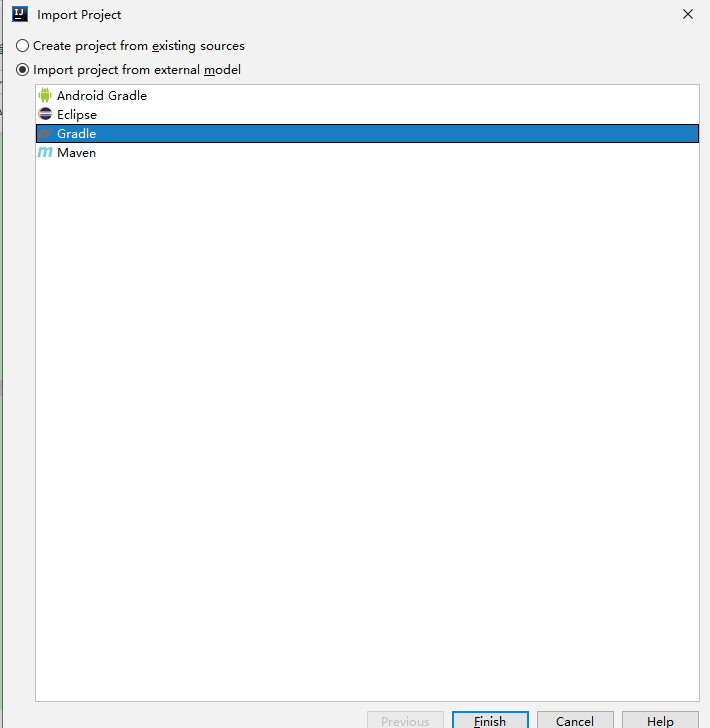 IJ Import Project
Create project from existing sources
Import project from external model
Android Gradle
Eclipse
Gradle
m Maven
Previous Finish Cancel Help